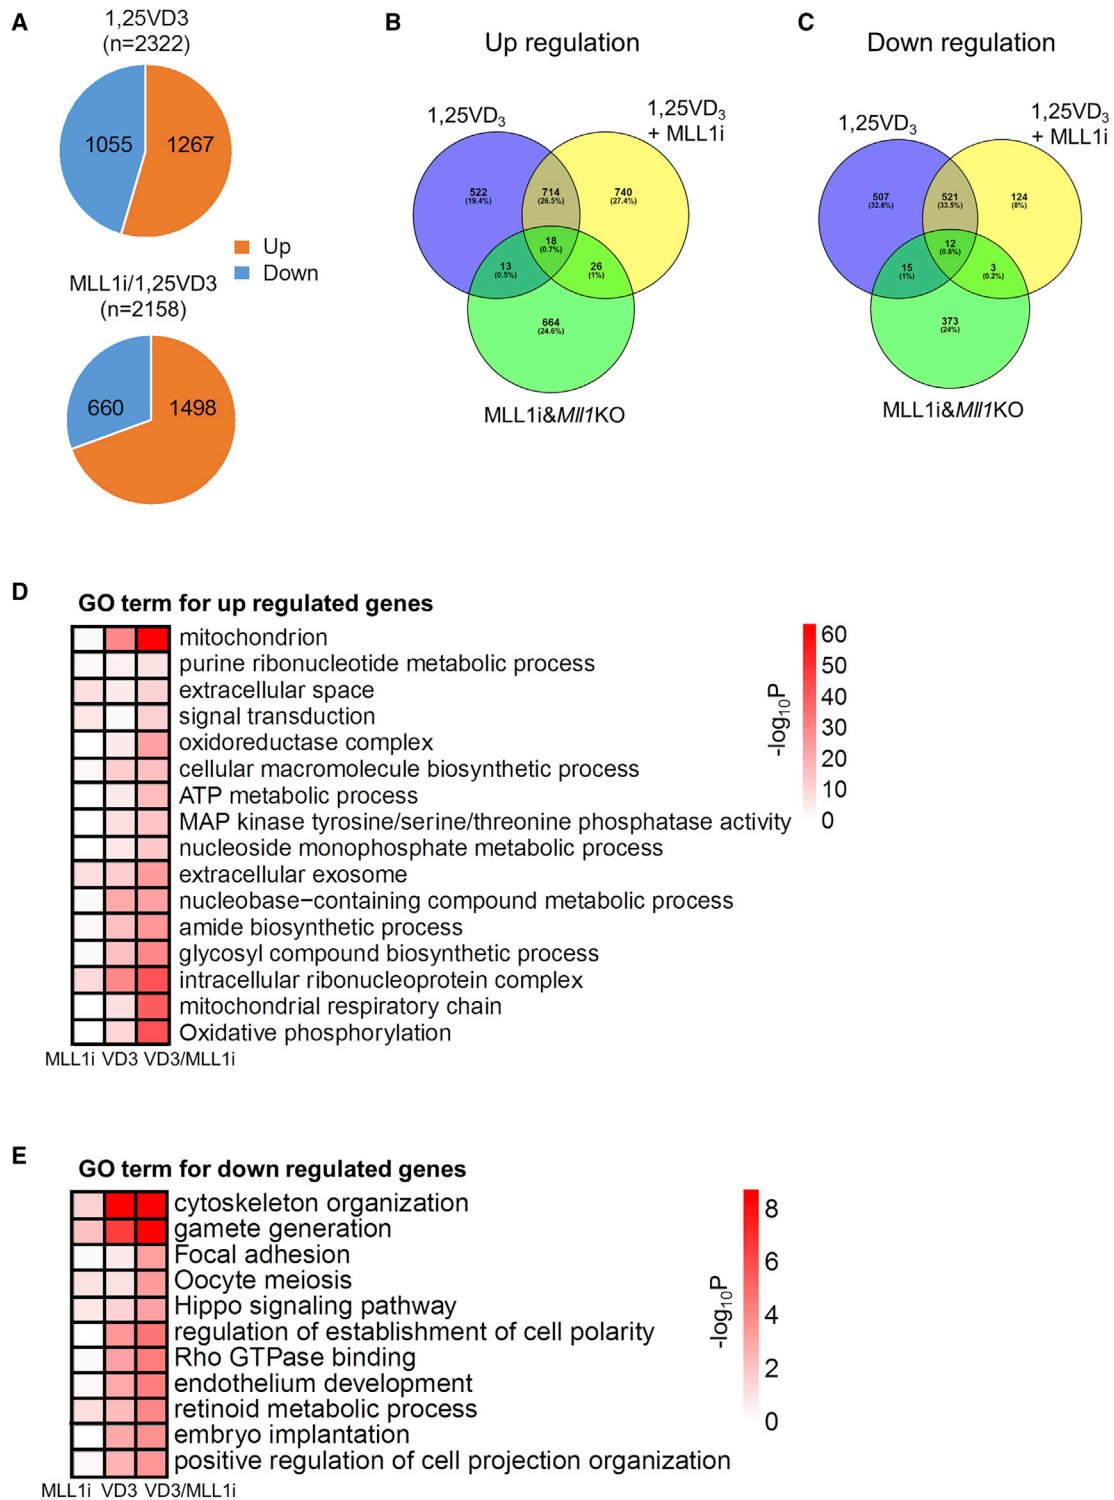 A
1,25VD3
(n=2322)
1055
1267
Up
Down
MLL1i/1,25VD3
(n=2158)
660
1498
B
Up regulation
1,25VD3
1,25VD3
+ MLL1i
522
(19.4%)
714
(26.5%)
740
(27.4%)
18
(0.7%)
13
(0.5%)
26
(1%)
664
(24.6%)
MLL1i&Mll1KO
C
Down regulation
1,25VD3
1,25VD3
+ MLL1i
507
(32.6%)
521
(33.5%)
124
(8%)
12
(0.8%)
15
(1%)
3
(0.2%)
373
(24%)
MLL1i&Mll1KO
D
GO term for up regulated genes
mitochondrion
purine ribonucleotide metabolic process
extracellular space
signal transduction
oxidoreductase complex
cellular macromolecule biosynthetic process
ATP metabolic process
MAP kinase tyrosine/serine/threonine phosphatase activity
nucleoside monophosphate metabolic process
extracellular exosome
nucleobase−containing compound metabolic process
amide biosynthetic process
glycosyl compound biosynthetic process
intracellular ribonucleoprotein complex
mitochondrial respiratory chain
Oxidative phosphorylation
MLL1i VD3 VD3/MLL1i
-log10P
60
50
40
30
20
10
0
E
GO term for down regulated genes
cytoskeleton organization
gamete generation
Focal adhesion
Oocyte meiosis
Hippo signaling pathway
regulation of establishment of cell polarity
Rho GTPase binding
endothelium development
retinoid metabolic process
embryo implantation
positive regulation of cell projection organization
MLL1i VD3 VD3/MLL1i
-log10P
8
6
4
2
0